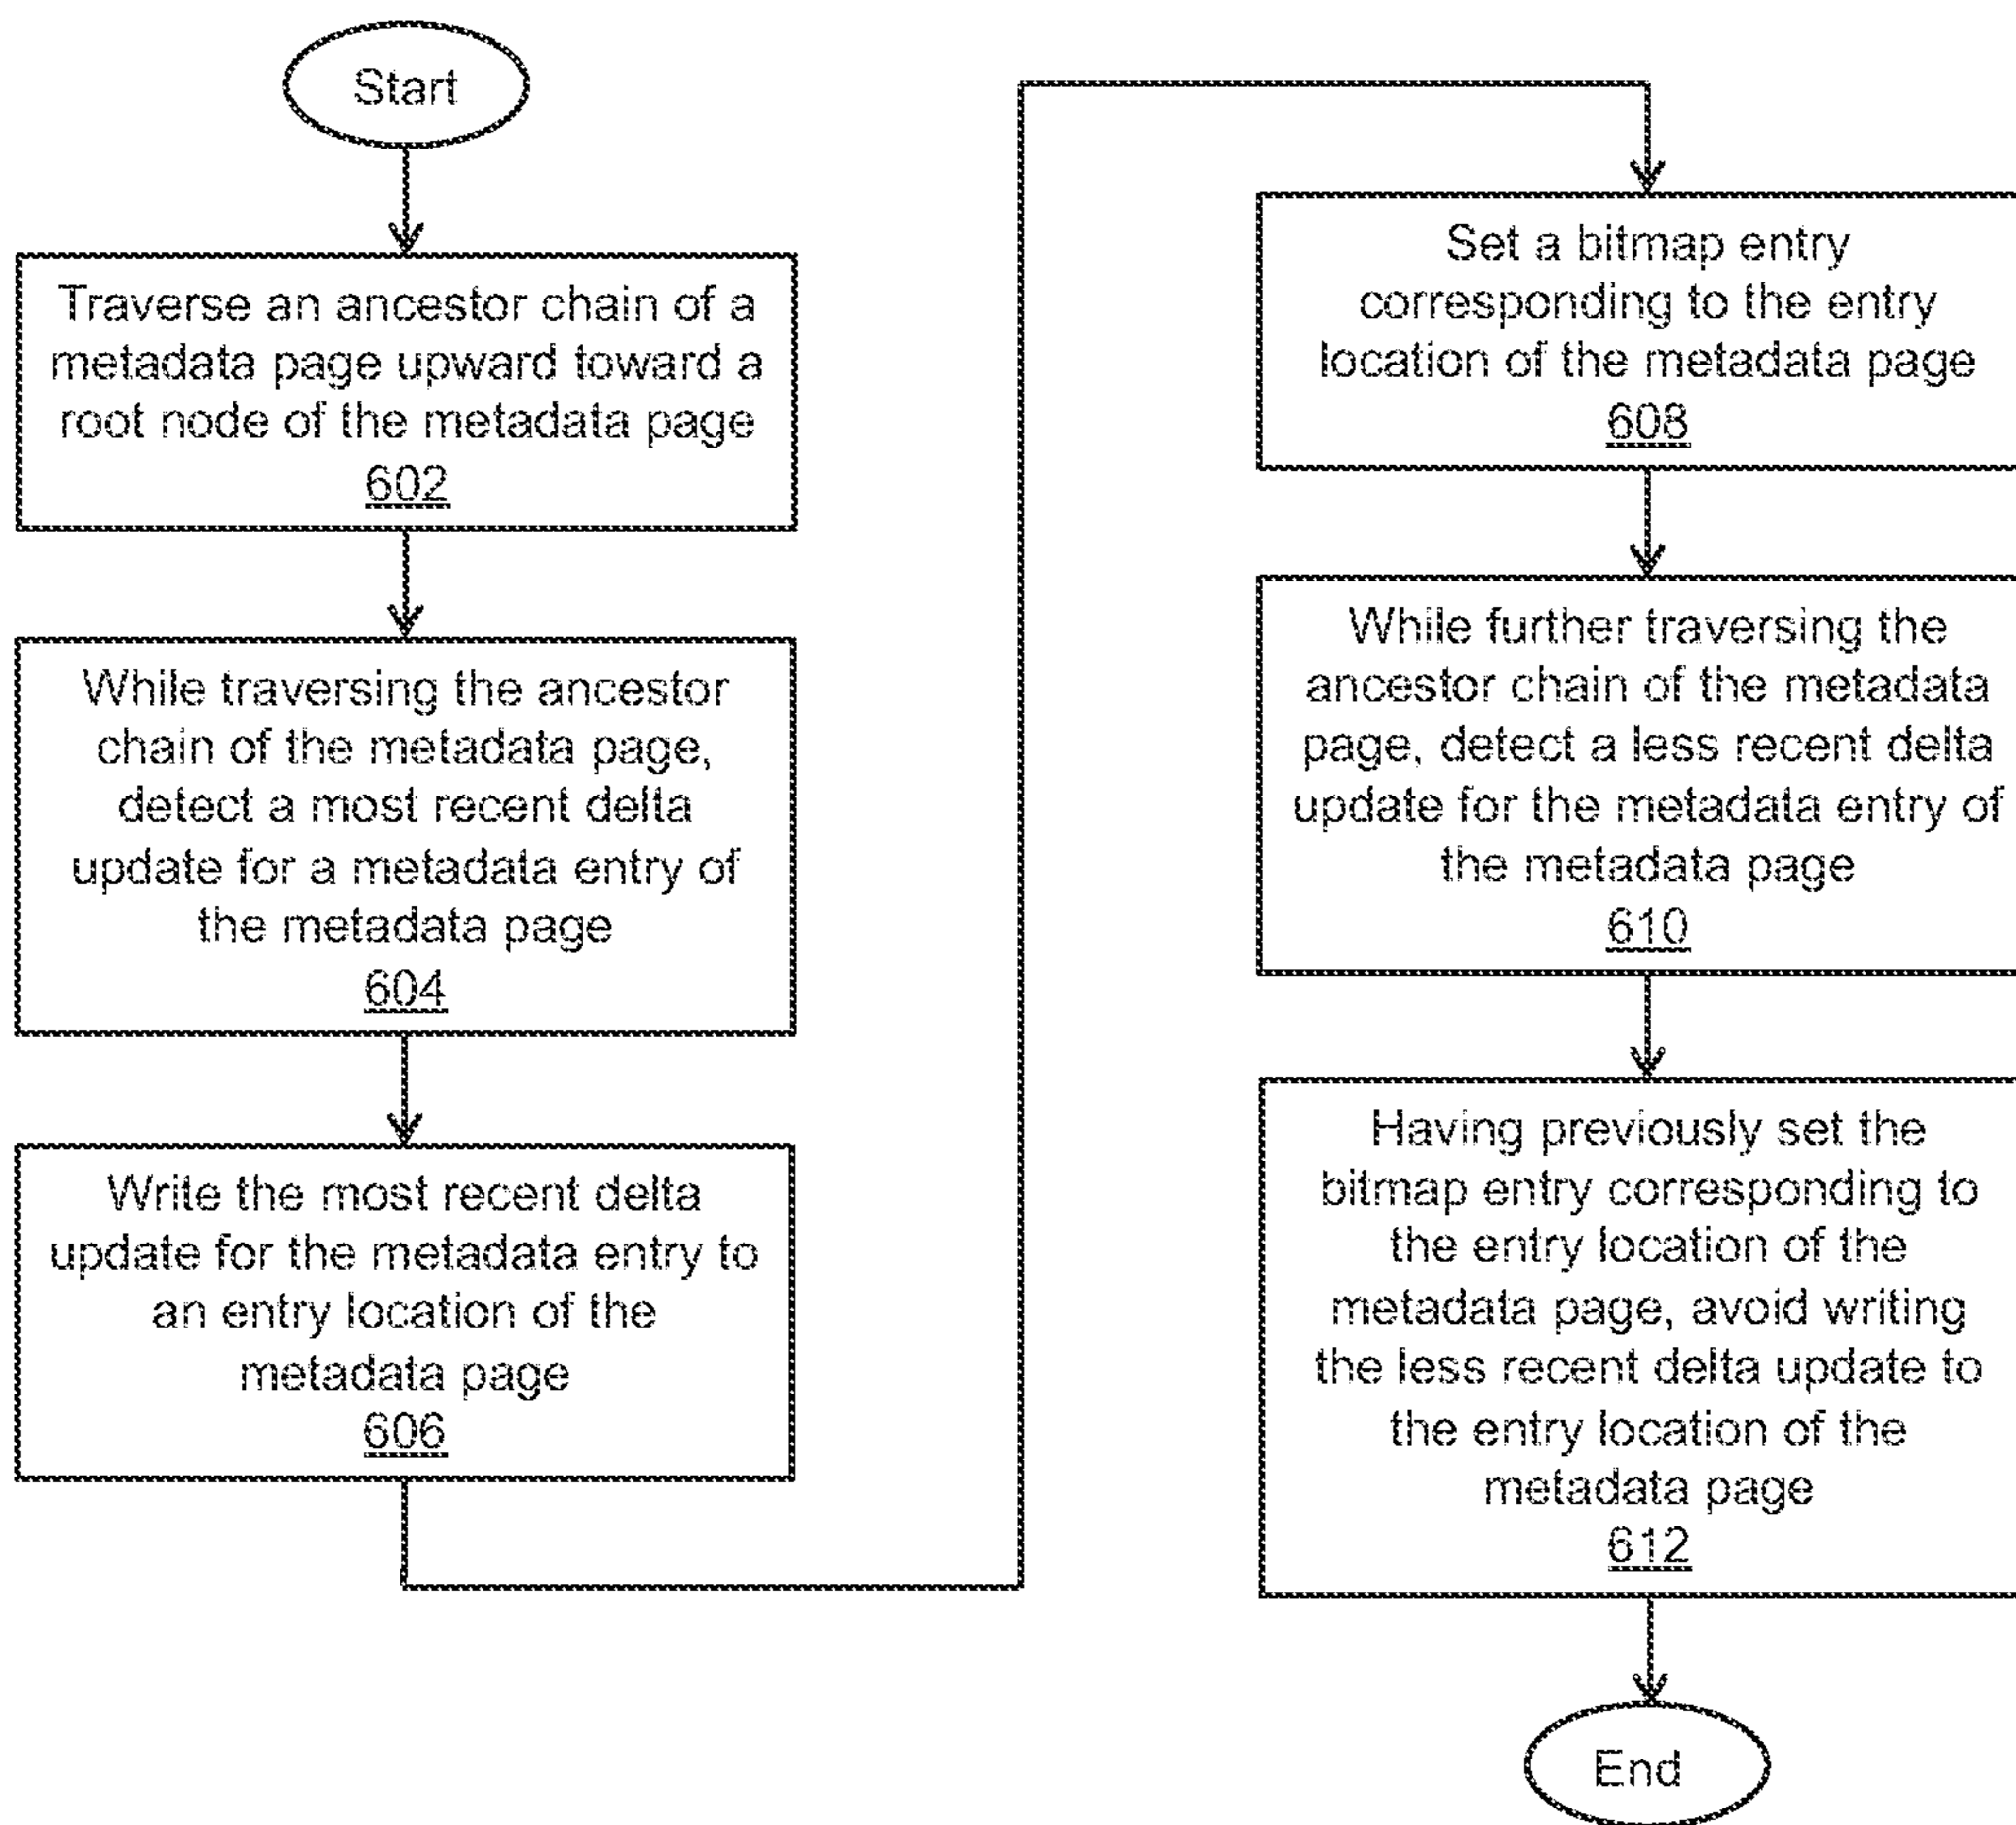 Start
Traverse an ancestor chain of a
metadata page upward toward a
root node of the metadata page
602
While traversing the ancestor
chain of the metadata page,
detect a most recent delta
update for a metadata entry of
the metadata page
604
Write the most recent delta
update for the metadata entry to
an entry location of the
metadata page
606
Set a bitmap entry
corresponding to the entry
location of the metadata page
608
While further traversing the
ancestor chain of the metadata
page, detect a less recent delta
update for the metadata entry of
the metadata page
610
Having previously set the
bitmap entry corresponding to
the entry location of the
metadata page, avoid writing
the less recent delta update to
the entry location of the
metadata page
612
End